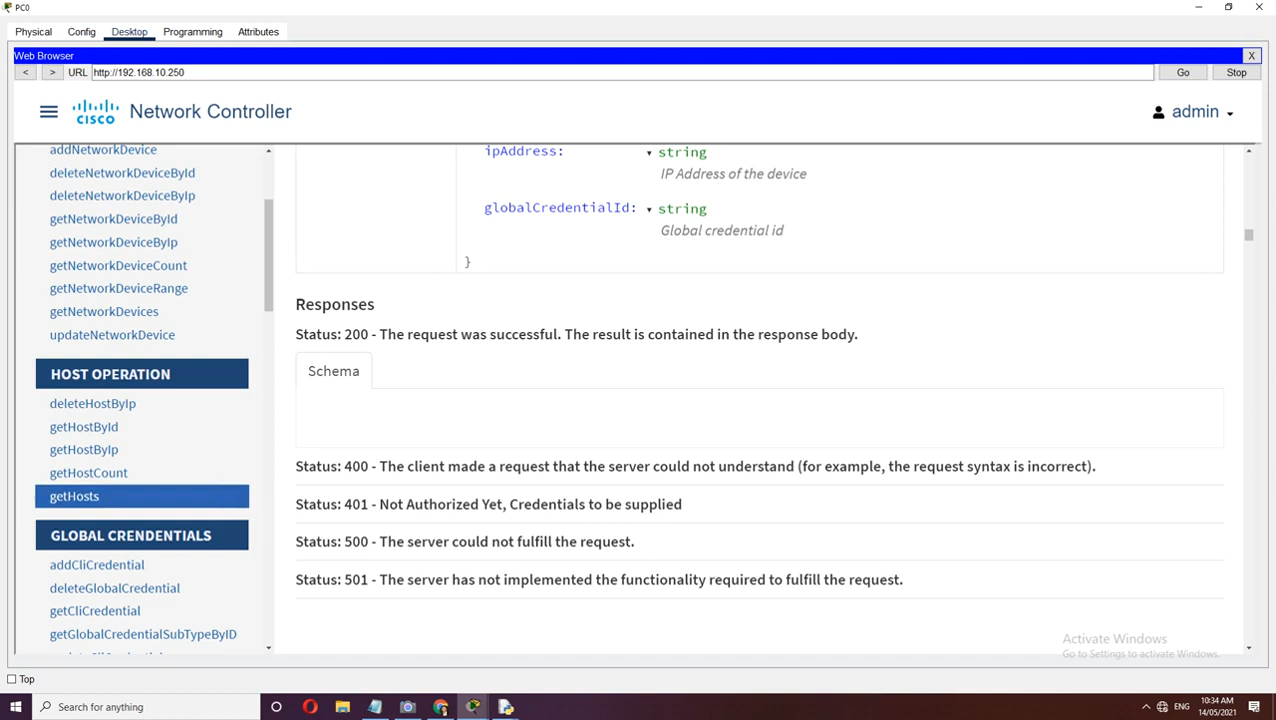 PC0
Physical Config Desktop Programming Attributes
Web Browser X
< > URL http://192.168.10.250 Go Stop
CISCO Network Controller admin
addNetworkDevice
deleteNetworkDeviceById
deleteNetworkDeviceByIp
getNetworkDeviceById
getNetworkDeviceByIp
getNetworkDeviceCount
getNetworkDeviceRange
getNetworkDevices
updateNetworkDevice
HOST OPERATION
deleteHostByIp
getHostById
getHostByIp
getHostCount
getHosts
GLOBAL CRENDENTIALS
addCliCredential
deleteGlobalCredential
getCliCredential
getGlobalCredentialSubTypeByID
ipAddress: string
IP Address of the device
globalCredentialId: string
Global credential id
}
Responses
Status: 200 - The request was successful. The result is contained in the response body.
Schema
Status: 400 - The client made a request that the server could not understand (for example, the request syntax is incorrect).
Status: 401 - Not Authorized Yet, Credentials to be supplied
Status: 500 - The server could not fulfill the request.
Status: 501 - The server has not implemented the functionality required to fulfill the request.
Activate Windows
Go to Settings to activate Windows.
Top
Search for anything
ENG
10:34 AM
14/05/2021